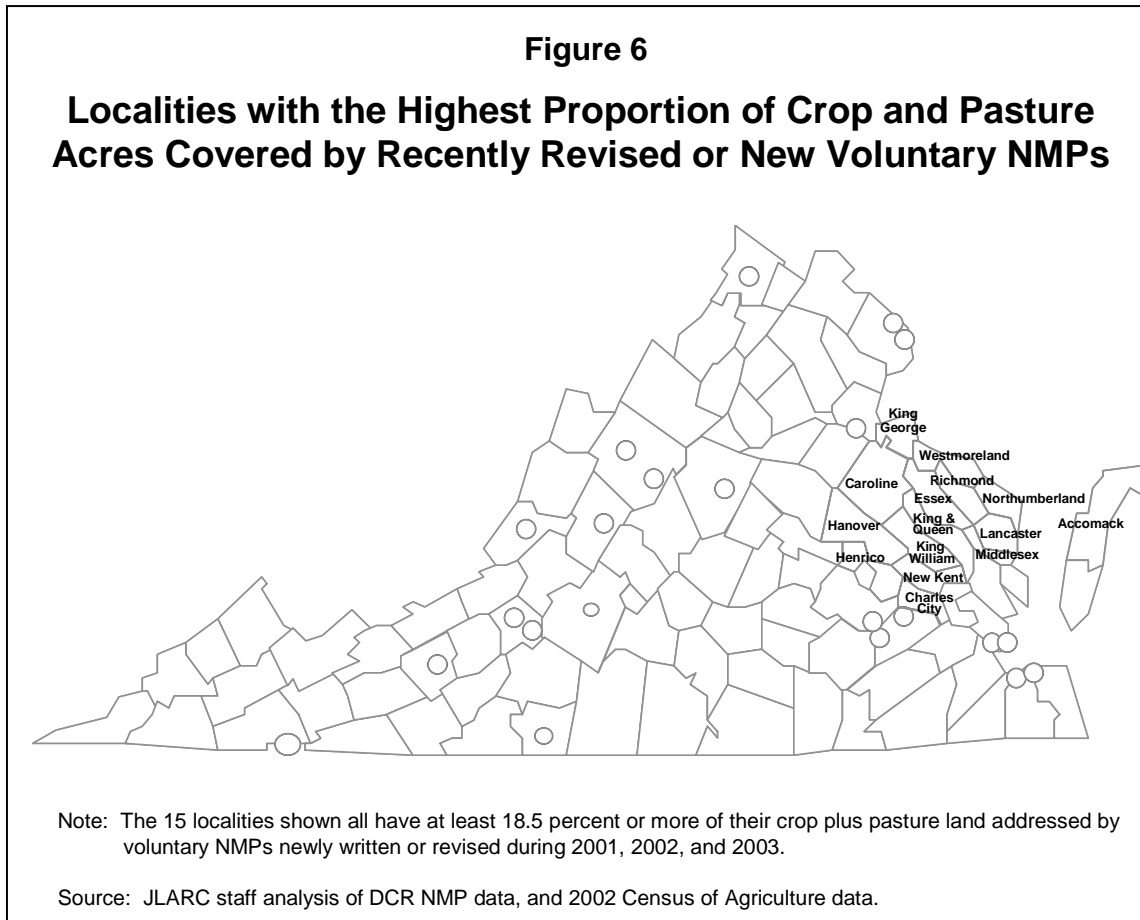 Figure 6
Localities with the Highest Proportion of Crop and Pasture
Acres Covered by Recently Revised or New Voluntary NMPs
King
George
Westmoreland
Caroline
Richmond
Essex
Northumberland
Hanover
King &
Queen
Accomack
Lancaster
Henrico
King
William
Middlesex
New Kent
Charles
City
Note: The 15 localities shown all have at least 18.5 percent or more of their crop plus pasture land addressed by
voluntary NMPs newly written or revised during 2001, 2002, and 2003.
Source: JLARC staff analysis of DCR NMP data, and 2002 Census of Agriculture data.